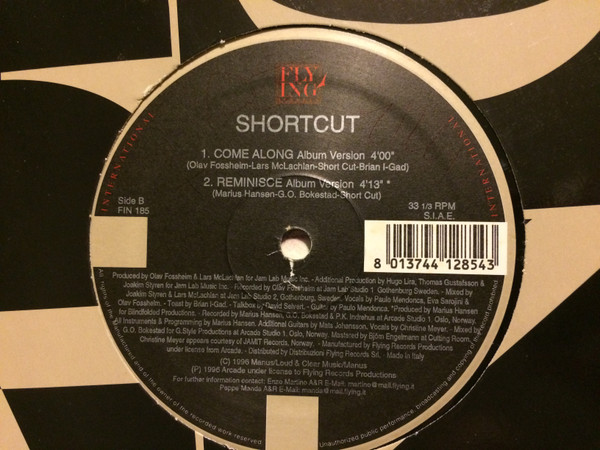 FLY
ING
SHORTCUT
1. COME ALONG Album Version 4'00"
(Olav Fossheim-Lars McLachlan-Short Cut-Brian I-Gad)
2. REMINISCE Album Version 4'13" *
(Marius Hansen-G.O. Bokestad-Short Cut)
INTERNATIONAL
INTERNATIONAL
Side B
FIN 185
33 1/3 RPM
S.I.A.E.
8 013744 128543
Produced by Olav Fossheim & Lars McLachlan for Jam Lab Music Inc. - Additional Production by Hugo Lira, Thomas Gustafsson &
Joakim Styren for Jam Lab Music Inc. - Recorded by Olav Fossheim at Jam Lab Studio 1, Gothenburg Sweden. - Mixed by
Joakim Styren & Lars McLachlan at Jam Lab Studio 2, Gothenburg, Sweden. Vocals by Paulo Mendonca, Eva Sarojini &
Olav Fossheim. - Toast by Brian I-Gad. - Talkbox by David Seisan. - Guitar by Paulo Mendonca. - *Produced by Marius Hansen
for Blindfolded Productions. - Recorded by Marius Hansen, G.O. Bokestad & P.K. Indrehus at Arcade Studio 1, Oslo, Norway.
All Instruments & Programming by Marius Hansen, Additional Guitars by Mats Johansson, Vocals by Christine Meyer. - Mixed by
G.O. Bokestad for G.Style Productions at Arcade Studio 1, Oslo, Norway. - Mastered by Björn Engelmann at Cutting Room.
Christine Meyer appears courtesy of JAMIT Records, Norway. - Manufactured by Flying Records Productions
under license from Arcade. - Distributed by Distributions Flying Records Srl. - Made in Italy
(C) 1996 Menus/Loud & Clear Music/Menus
(P) 1996 Arcade under license to Flying Records Productions
For further information contact: Enzo Martino A&R E-Mail: martino@mail.flying.it
Pappe Manda A&R E-Mail: manda@mail.flying.it
of the manufacturer and of the owner of the recorded work reserved
Unauthorized public performance, broadcasting and copying of this record prohibited